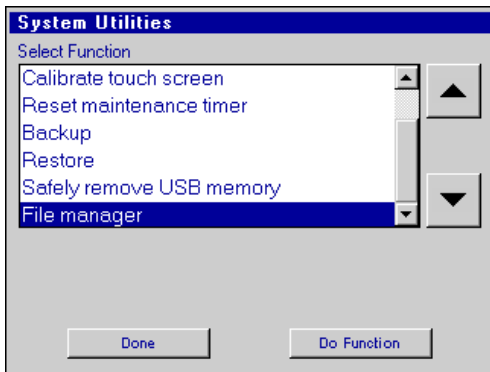 System Utilities
Select Function
Calibrate touch screen
Reset maintenance timer
Backup
Restore
Safely remove USB memory
File manager
Done
Do Function